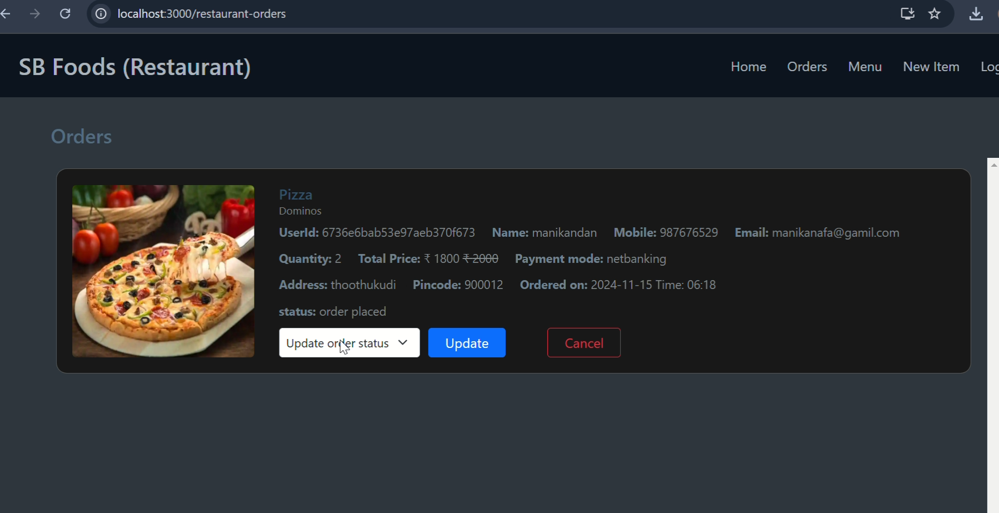 localhost:3000/restaurant-orders
SB Foods (Restaurant)
Home Orders Menu New Item Log
Orders
Pizza
Dominos
UserId: 6736e6bab53e97aeb370f673 Name: manikandan Mobile: 987676529 Email: manikanafa@gamil.com
Quantity: 2 Total Price: ₹ 1800 ₹ 2000 Payment mode: netbanking
Address: thoothukudi Pincode: 900012 Ordered on: 2024-11-15 Time: 06:18
status: order placed
Update order status Update Cancel